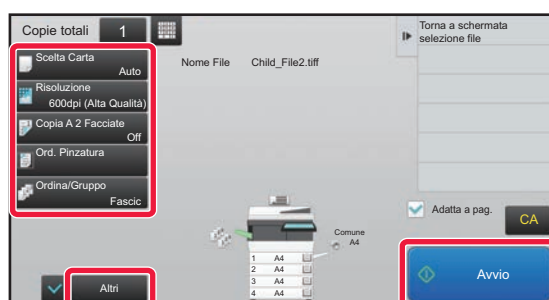 Copie totali 1
Torna a schermata
selezione file
Scelta Carta
Auto
Nome File Child_File2.tiff
Risoluzione
600dpi (Alta Qualità)
Copia A 2 Facciate
Off
Ord. Pinzatura
Ordina/Gruppo
Fascic
Adatta a pag.
CA
Comune
A4
1 A4
2 A4
3 A4
4 A4
Altri
Avvio